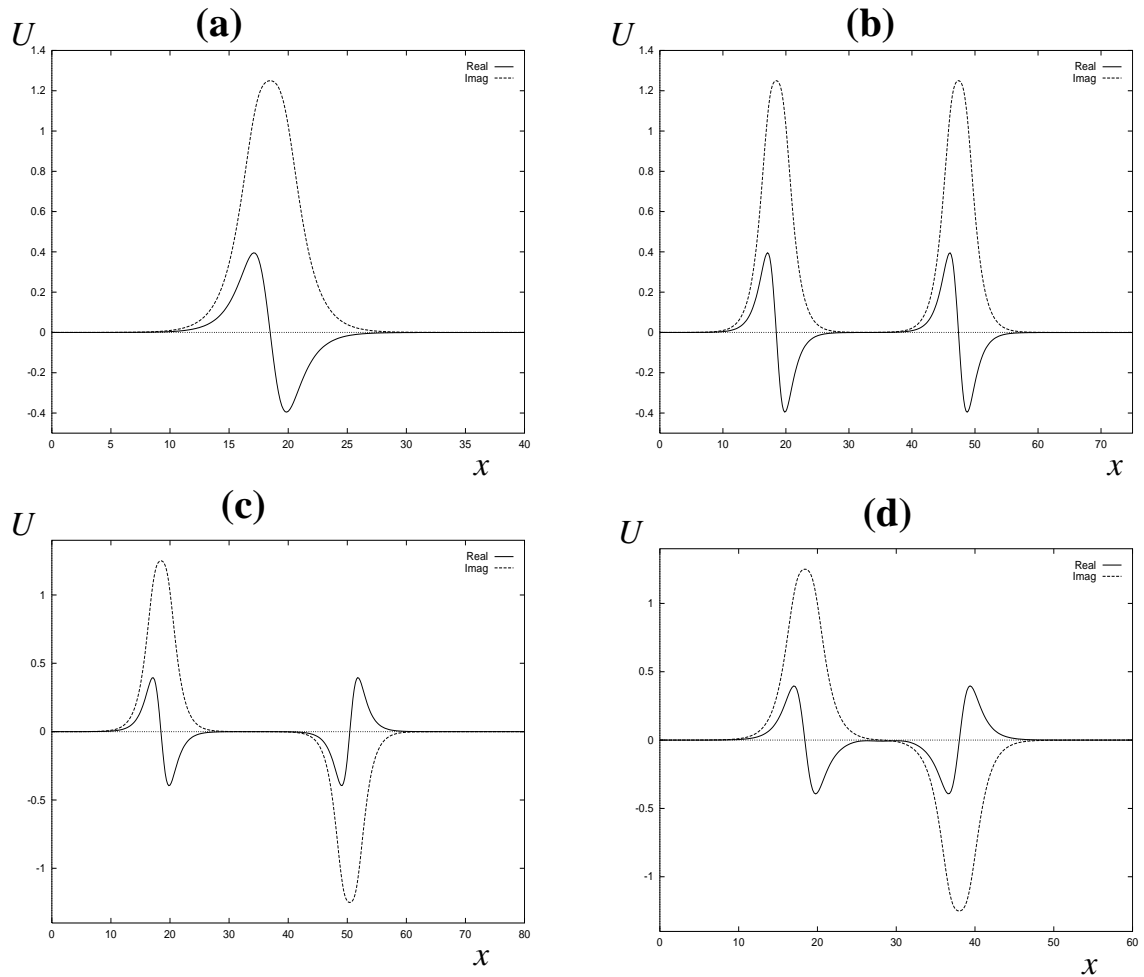 (a)
U
1.4
1.2
1
0.8
0.6
0.4
0.2
0
-0.2
-0.4
Real
Imag
0 5 10 15 20 25 30 35 40
x
(b)
U
1.4
1.2
1
0.8
0.6
0.4
0.2
0
-0.2
-0.4
Real
Imag
0 10 20 30 40 50 60 70
x
(c)
U
1
0.5
0
-0.5
-1
Real
Imag
0 10 20 30 40 50 60 70 80
x
(d)
U
1
0.5
0
-0.5
-1
Real
Imag
0 10 20 30 40 50 60
x